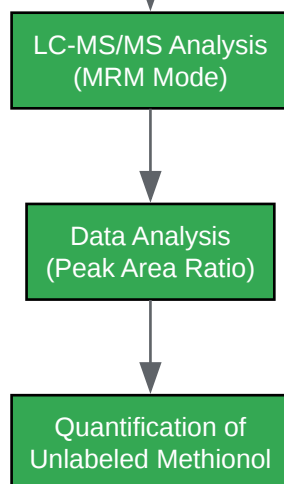 LC-MS/MS Analysis
(MRM Mode)
Data Analysis
(Peak Area Ratio)
Quantification of
Unlabeled Methionol